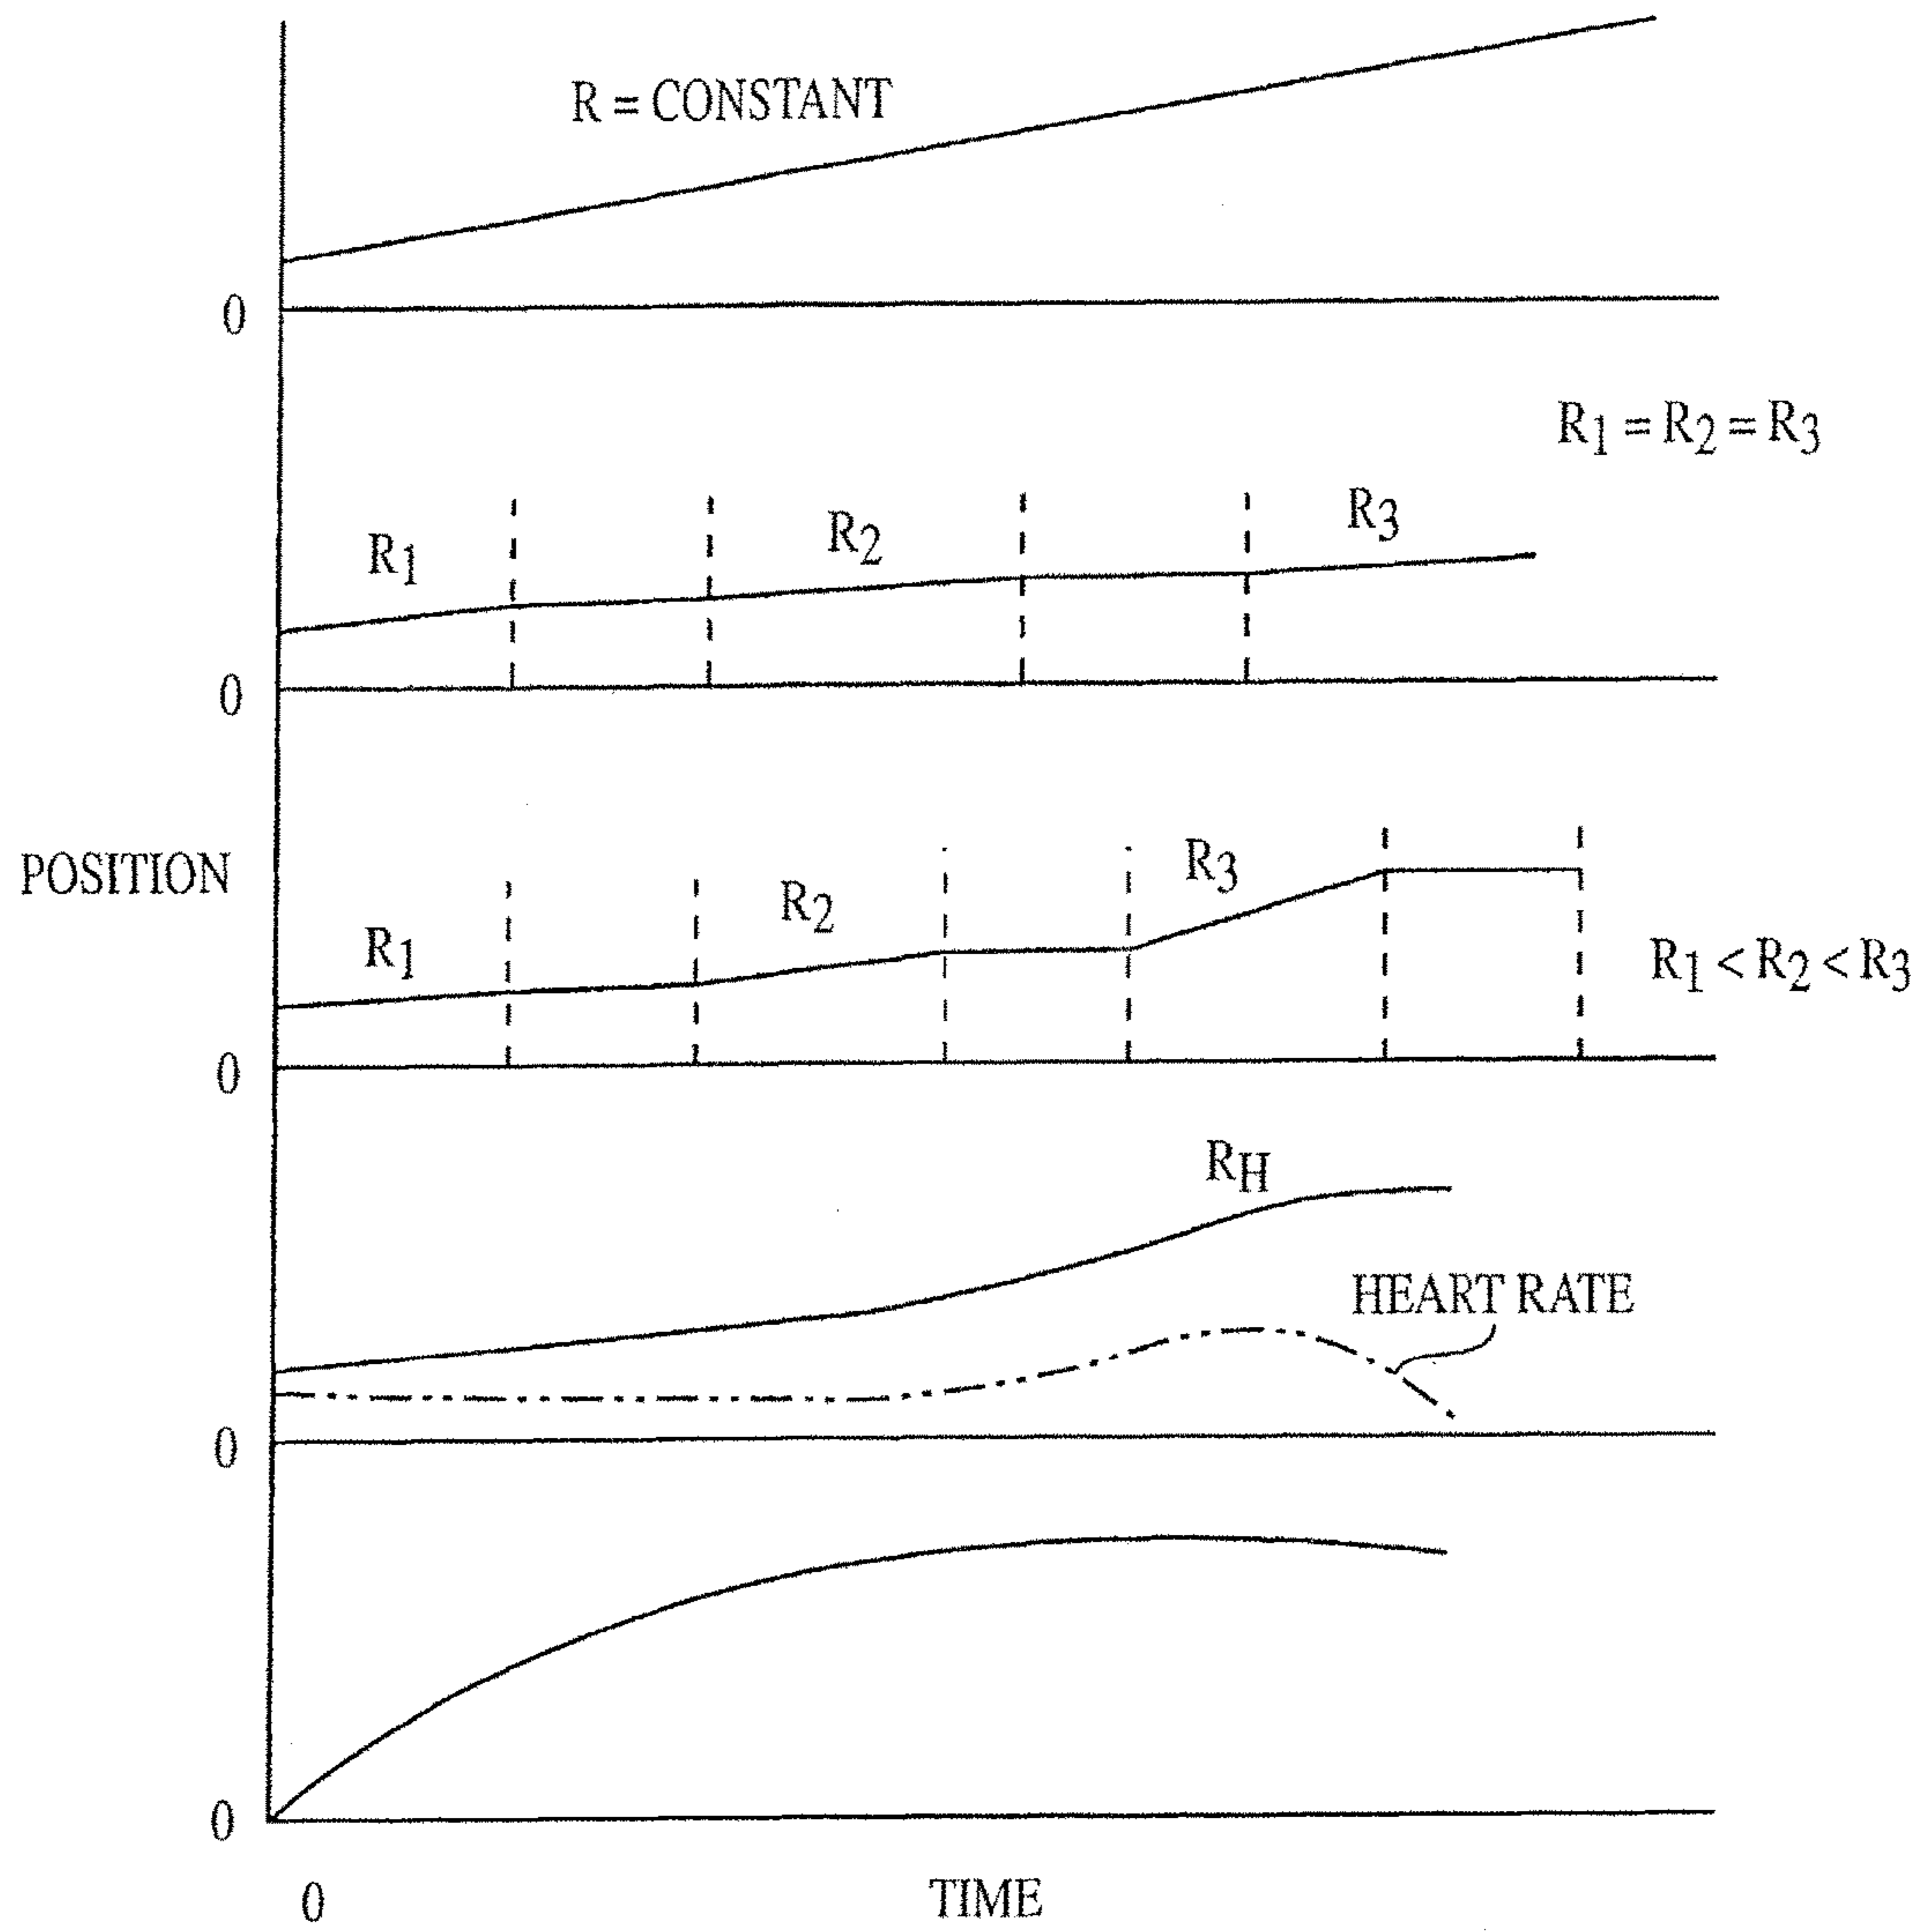 R = CONSTANT
0
R1 = R2 = R3
R1
R2
R3
0
POSITION
R1
R2
R3
R1 < R2 < R3
0
RH
HEART RATE
0
0
0
TIME